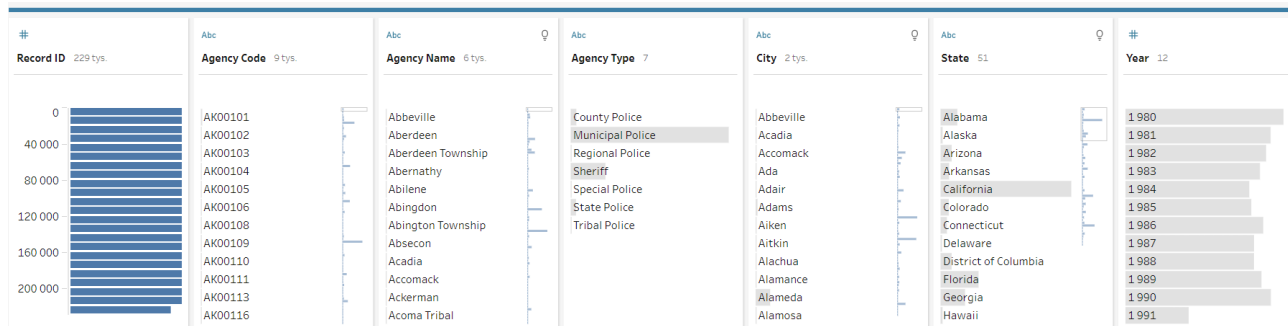 #
Record ID 229 tys.
0
40 000
80 000
120 000
160 000
200 000
Abc
Agency Code 9 tys.
AK00101
AK00102
AK00103
AK00104
AK00105
AK00106
AK00108
AK00109
AK00110
AK00111
AK00113
AK00116
Abc
Agency Name 6 tys.
Abbeville
Aberdeen
Aberdeen Township
Abernathy
Abilene
Abingdon
Abington Township
Absecon
Acadia
Accomack
Ackerman
Acoma Tribal
Abc
Agency Type 7
County Police
Municipal Police
Regional Police
Sheriff
Special Police
State Police
Tribal Police
Abc
City 2 tys.
Abbeville
Acadia
Accomack
Ada
Adair
Adams
Aiken
Aitkin
Alachua
Alamance
Alameda
Alamosa
Abc
State 51
Alabama
Alaska
Arizona
Arkansas
California
Colorado
Connecticut
Delaware
District of Columbia
Florida
Georgia
Hawaii
#
Year 12
1 980
1 981
1 982
1 983
1 984
1 985
1 986
1 987
1 988
1 989
1 990
1 991